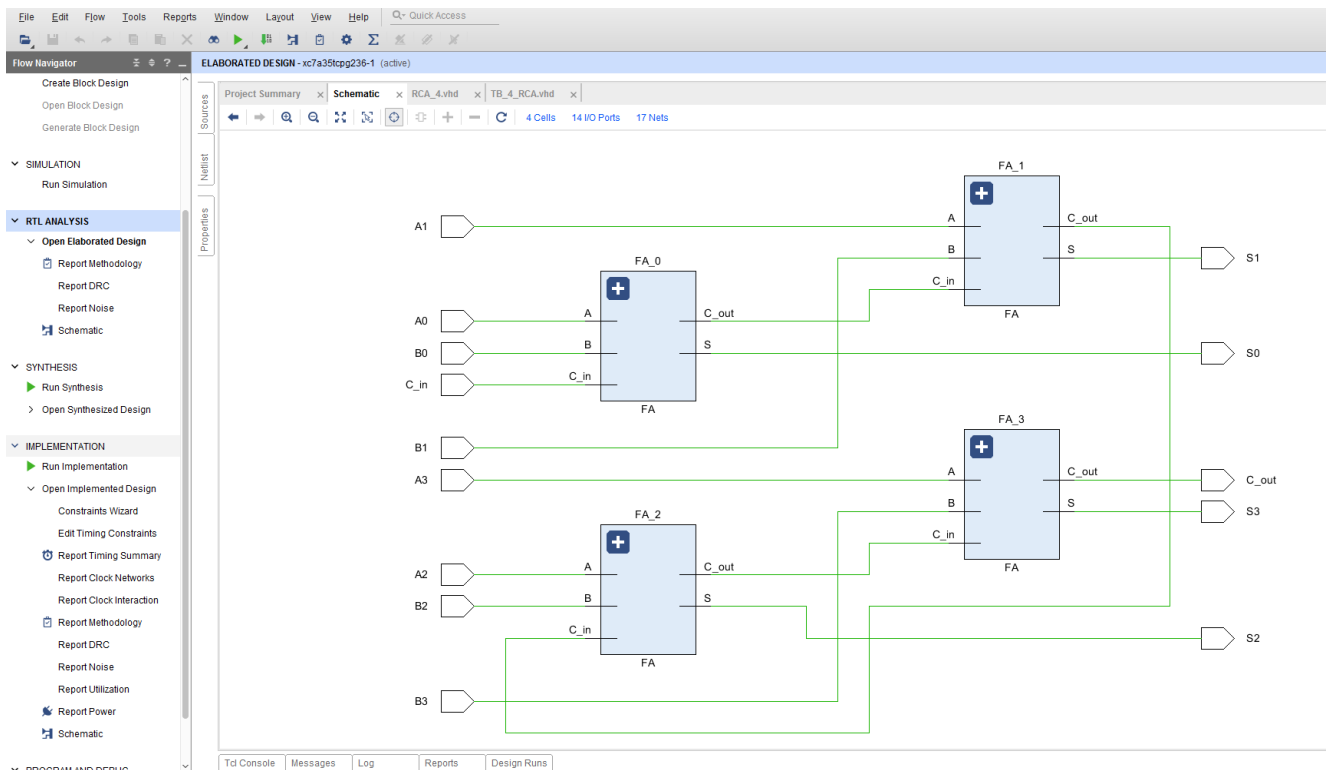 File Edit Flow Tools Reports Window Layout View Help Quick Access
Flow Navigator
ELABORATED DESIGN - xc7a35tcpg236-1 (active)
Create Block Design
Open Block Design
Generate Block Design
SIMULATION
Run Simulation
RTL ANALYSIS
Open Elaborated Design
Report Methodology
Report DRC
Report Noise
Schematic
SYNTHESIS
Run Synthesis
Open Synthesized Design
IMPLEMENTATION
Run Implementation
Open Implemented Design
Constraints Wizard
Edit Timing Constraints
Report Timing Summary
Report Clock Networks
Report Clock Interaction
Report Methodology
Report DRC
Report Noise
Report Utilization
Report Power
Schematic
Sources
Netlist
Properties
Project Summary Schematic RCA_4.vhd TB_4_RCA.vhd
4 Cells 14 I/O Ports 17 Nets
FA_1
A1 A C_out
B S S1
C_in
FA
FA_0
A0 A C_out
B0 B S S0
C_in C_in
FA
B1
FA_3
A3 A C_out C_out
B S S3
C_in
FA
FA_2
A2 A C_out
B2 B S
C_in S2
FA
B3
Tcl Console Messages Log Reports Design Runs